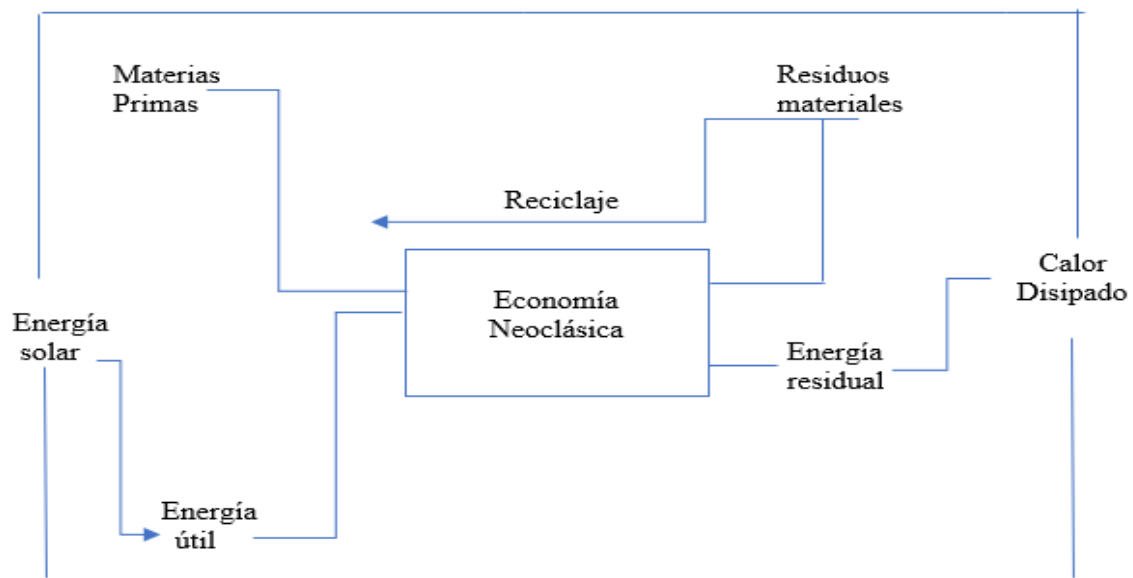 Materias
Primas
Residuos
materiales
Reciclaje
Economía
Neoclásica
Calor
Disipado
Energía
solar
Energía
residual
Energía
útil